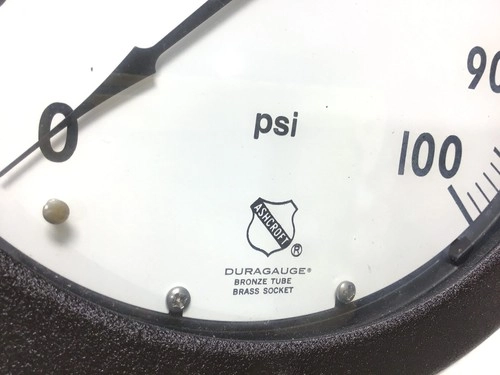 90
0
psi
100
ASHCROFT
®
DURAGAUGE®
BRONZE TUBE
BRASS SOCKET